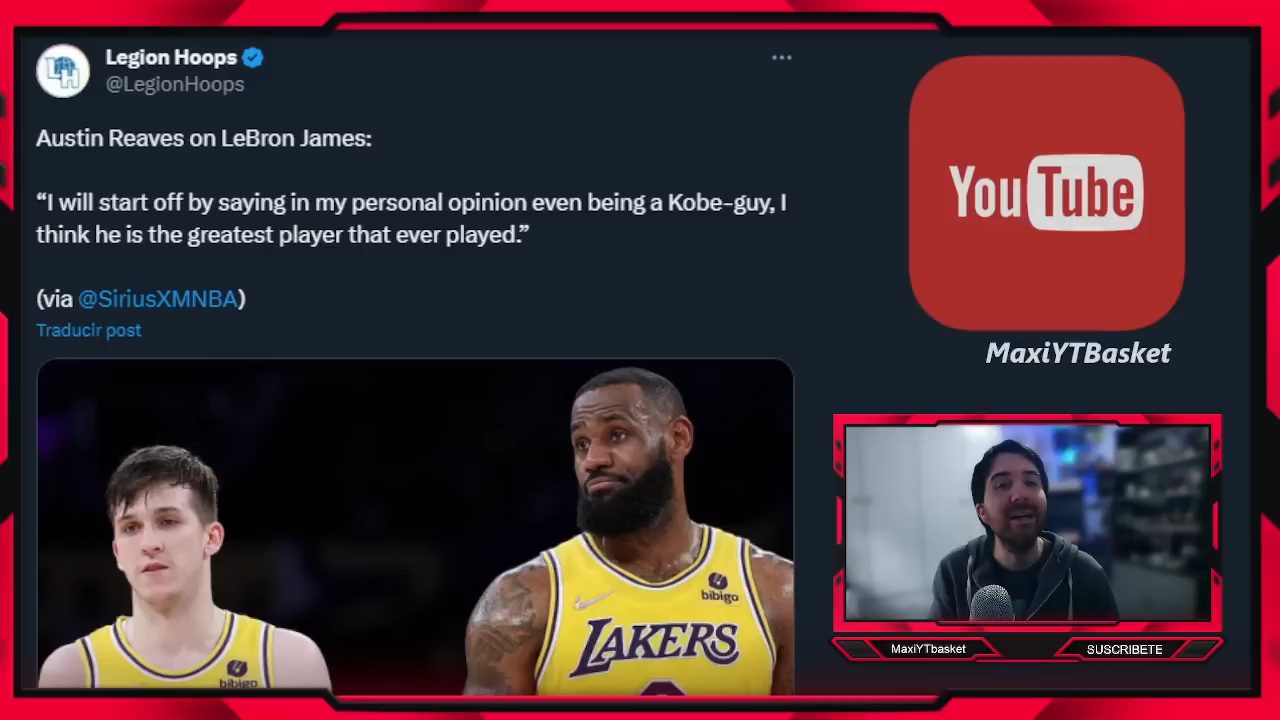 Legion Hoops
@LegionHoops
Austin Reaves on LeBron James:
“I will start off by saying in my personal opinion even being a Kobe-guy, I
think he is the greatest player that ever played.”
(via @SiriusXMNBA)
Traducir post
YouTube
MaxiYTBasket
bibigo
LAKERS
bibigo
MaxiYTbasket
SUSCRIBETE